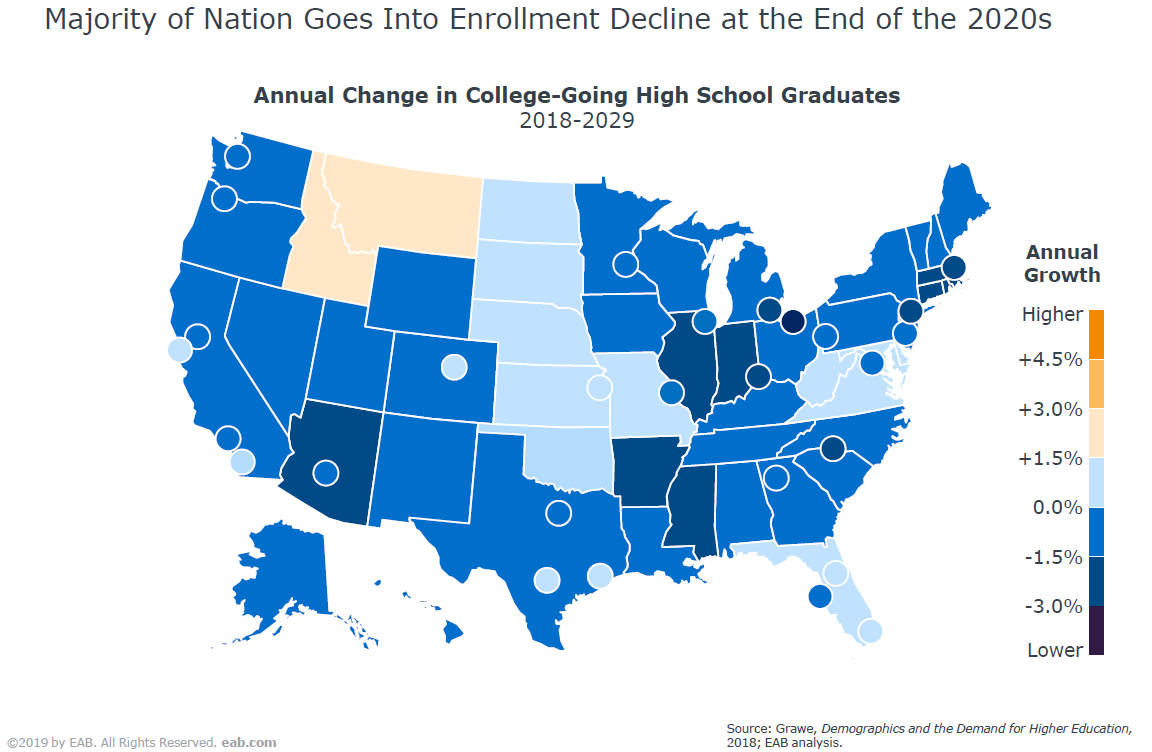 Majority of Nation Goes Into Enrollment Decline at the End of the 2020s
Annual Change in College-Going High School Graduates
2018-2029
Annual
Growth
Higher
+4.5%
+3.0%
+1.5%
0.0%
-1.5%
-3.0%
Lower
Source: Grawe, Demographics and the Demand for Higher Education,
2018; EAB analysis.
©2019 by EAB. All Rights Reserved. eab.com